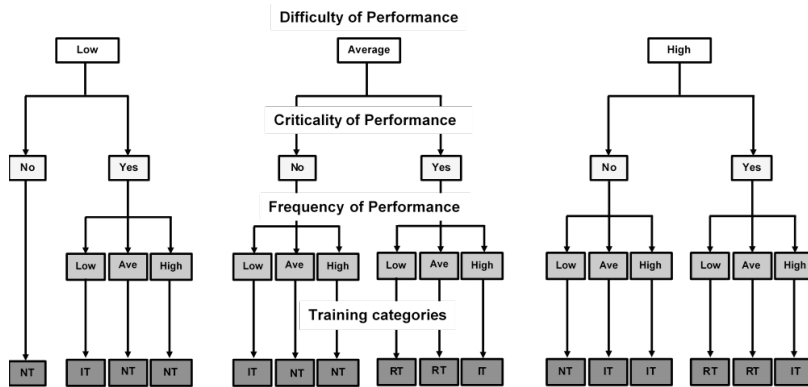 Difficulty of Performance
Low Average High
Criticality of Performance
No Yes No Yes No Yes
Frequency of Performance
Low Ave High Low Ave High Low Ave High Low Ave High Low Ave High
Training categories
NT IT NT NT IT NT NT RT RT IT NT IT IT RT RT IT